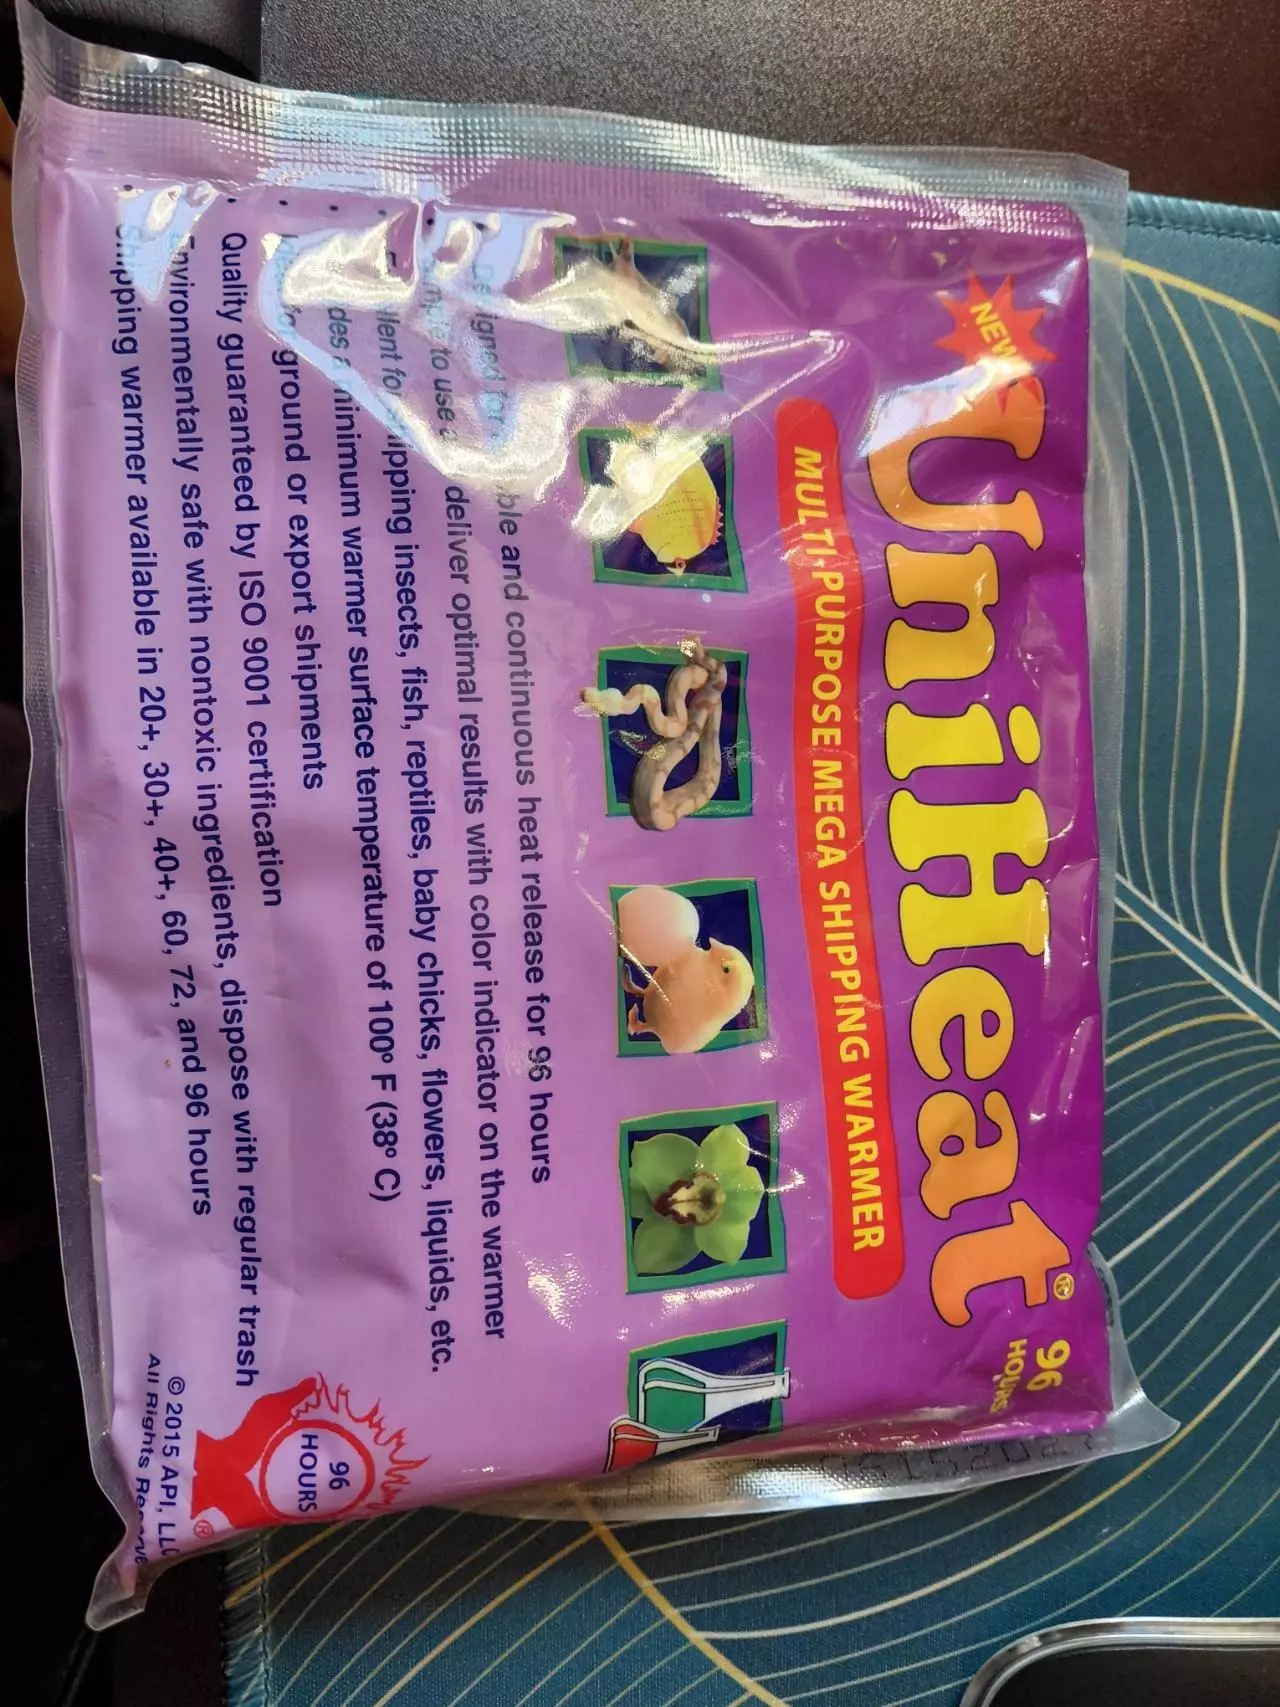 NEW
UniHeat® 96
HOURS
MULTI-PURPOSE MEGA SHIPPING WARMER
and continuous heat release for 96 hours
to use deliver optimal results with color indicator on the warmer
insects, fish, reptiles, baby chicks, flowers, liquids, etc.
minimum warmer surface temperature of 100° F (38° C)
ground or export shipments
• Quality guaranteed by ISO 9001 certification
Environmentally safe with nontoxic ingredients, dispose with regular trash
• Shipping warmer available in 20+, 30+, 40+, 60, 72, and 96 hours
96
HOURS
®
© 2015 API, LLC
All Rights